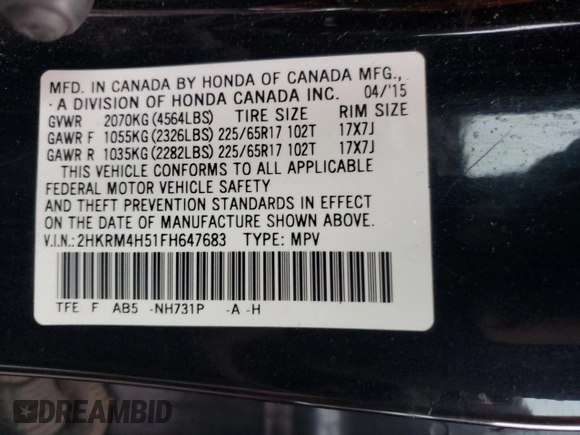 MFD. IN CANADA BY HONDA OF CANADA MFG.,
A DIVISION OF HONDA CANADA INC. 04/'15
GVWR 2070KG (4564LBS) TIRE SIZE RIM SIZE
GAWR F 1055KG (2326LBS) 225/65R17 102T 17X7J
GAWR R 1035KG (2282LBS) 225/65R17 102T 17X7J
THIS VEHICLE CONFORMS TO ALL APPLICABLE
FEDERAL MOTOR VEHICLE SAFETY
AND THEFT PREVENTION STANDARDS IN EFFECT
ON THE DATE OF MANUFACTURE SHOWN ABOVE.
V.I.N.: 2HKRM4H51FH647683 TYPE: MPV
TFE F AB5 -NH731P -A -H
DREAMBID